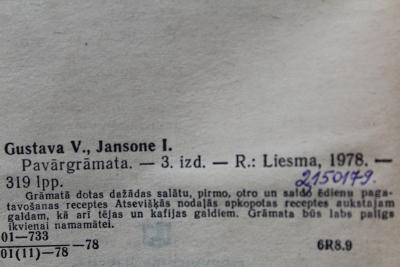 Gustava V., Jansone I.
Pavārgrāmata. — 3. izd. — R.: Liesma, 1978. —
319 lpp.
2150179.
Grāmatā dotas dažādas salātu, pirmo, otro un saldo ēdienu paga-
tavošanas receptes Atsevišķās nodaļās apkopotas receptes aukstajam
galdam, kā arī tējas un kafijas galdiem. Grāmata būs labs palīgs
ikvienai namamātei.
01—733
01(11)—78 —78
6R8.9